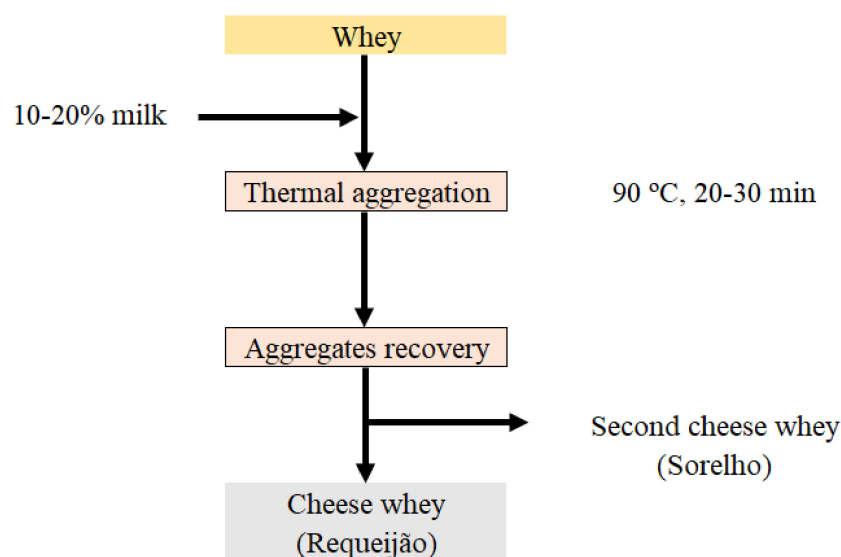 Whey
10-20% milk
Thermal aggregation
90 ºC, 20-30 min
Aggregates recovery
Second cheese whey
(Sorelho)
Cheese whey
(Requeijão)